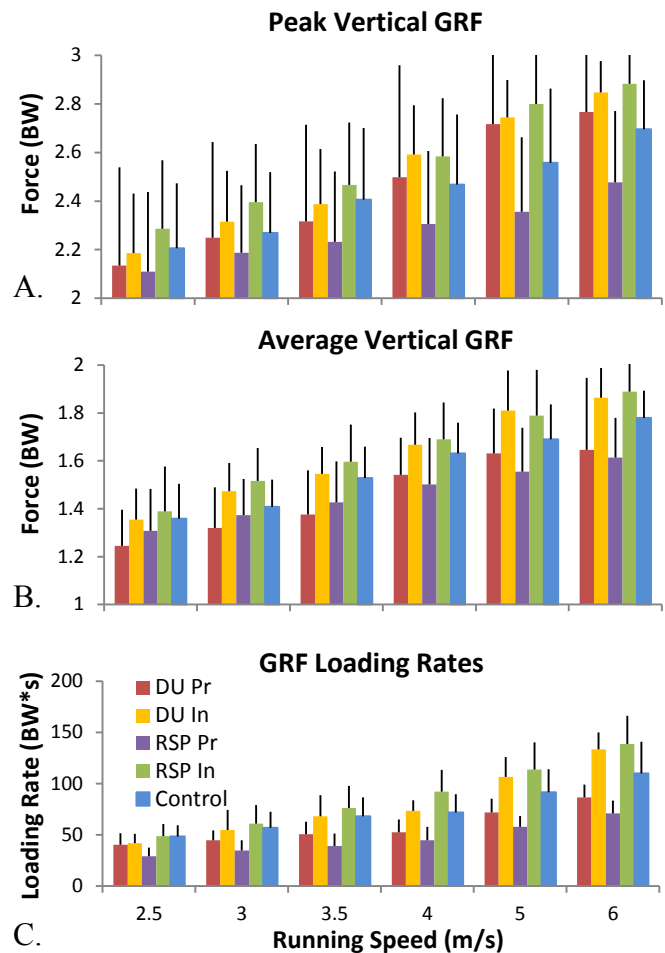 Peak Vertical GRF
Force (BW)
3
2.8
2.6
2.4
2.2
2
A.
Average Vertical GRF
Force (BW)
2
1.8
1.6
1.4
1.2
1
B.
GRF Loading Rates
Loading Rate (BW*s)
200
150
100
50
0
DU Pr
DU In
RSP Pr
RSP In
Control
2.5 3 3.5 4 5 6
C.
Running Speed (m/s)